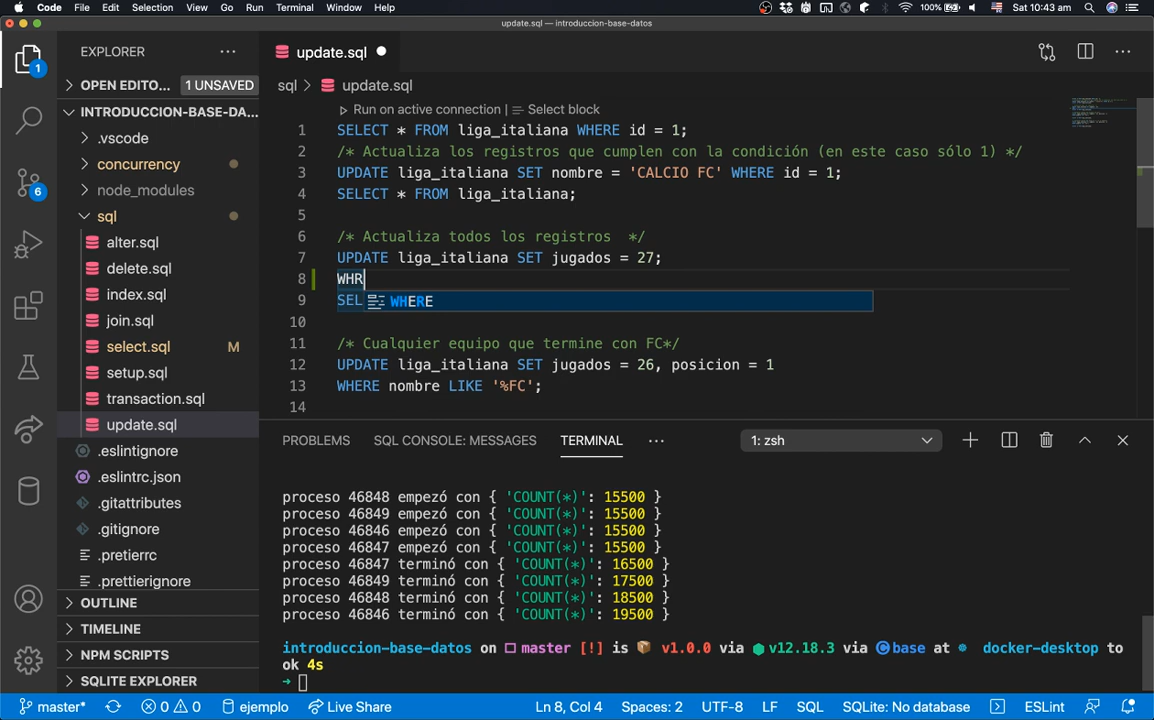 Code File Edit Selection View Go Run Terminal Window Help 100% Sat 10:43 am
update.sql — introduccion-base-datos
1
EXPLORER
OPEN EDITO... 1 UNSAVED
INTRODUCCION-BASE-DA...
.vscode
concurrency
node_modules
sql
alter.sql
delete.sql
index.sql
join.sql
select.sql M
setup.sql
transaction.sql
update.sql
.eslintignore
.eslintrc.json
.gitattributes
.gitignore
.pretierrc
.prettierignore
OUTLINE
TIMELINE
NPM SCRIPTS
SQLITE EXPLORER
6
update.sql
sql > update.sql
Run on active connection | Select block
1 SELECT * FROM liga_italiana WHERE id = 1;
2 /* Actualiza los registros que cumplen con la condición (en este caso sólo 1) */
3 UPDATE liga_italiana SET nombre = 'CALCIO FC' WHERE id = 1;
4 SELECT * FROM liga_italiana;
5
6 /* Actualiza todos los registros  */
7 UPDATE liga_italiana SET jugados = 27;
8 WHR
9 SEL WHERE
10
11 /* Cualquier equipo que termine con FC*/
12 UPDATE liga_italiana SET jugados = 26, posicion = 1
13 WHERE nombre LIKE '%FC';
14
PROBLEMS SQL CONSOLE: MESSAGES TERMINAL 1: zsh
proceso 46848 empezó con { 'COUNT(*)': 15500 }
proceso 46849 empezó con { 'COUNT(*)': 15500 }
proceso 46846 empezó con { 'COUNT(*)': 15500 }
proceso 46847 empezó con { 'COUNT(*)': 15500 }
proceso 46847 terminó con { 'COUNT(*)': 16500 }
proceso 46849 terminó con { 'COUNT(*)': 17500 }
proceso 46848 terminó con { 'COUNT(*)': 18500 }
proceso 46846 terminó con { 'COUNT(*)': 19500 }
introduccion-base-datos on master [!] is 📦 v1.0.0 via v12.18.3 via base at docker-desktop to
ok 4s
➜
master* 0 0 ejemplo Live Share Ln 8, Col 4 Spaces: 2 UTF-8 LF SQL SQLite: No database ESLint